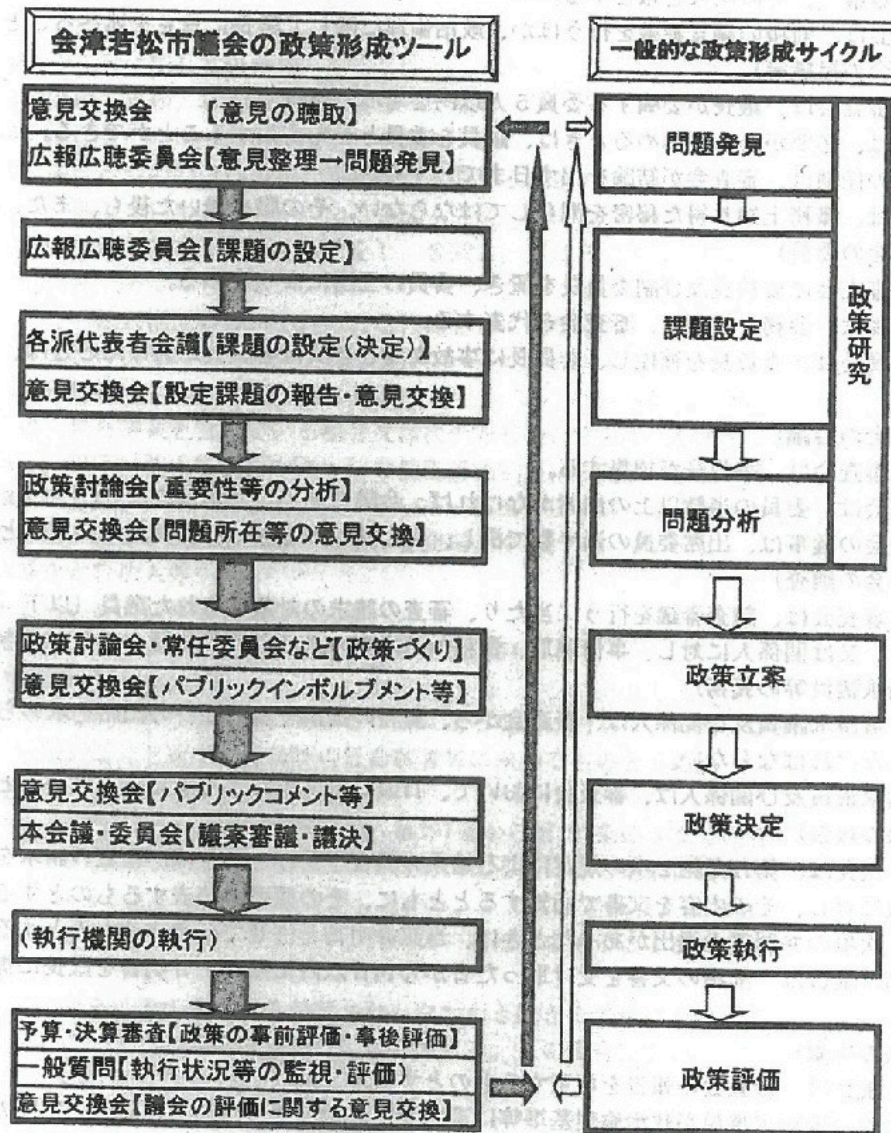 会津若松市議会の政策形成ツール
意見交換会 【意見の聴取】
広報広聴委員会【意見整理→問題発見】
広報広聴委員会【課題の設定】
各派代表者会議【課題の設定(決定)】
意見交換会【設定課題の報告・意見交換】
政策討論会【重要性等の分析】
意見交換会【問題所在等の意見交換】
政策討論会・常任委員会など【政策づくり】
意見交換会【パブリックインボルブメント等】
意見交換会【パブリックコメント等】
本会議・委員会【議案審議・議決】
(執行機関の執行)
予算・決算審査【政策の事前評価・事後評価】
一般質問【執行状況等の監視・評価)
意見交換会【議会の評価に関する意見交換】
一般的な政策形成サイクル
問題発見
課題設定
政策研究
問題分析
政策立案
政策決定
政策執行
政策評価